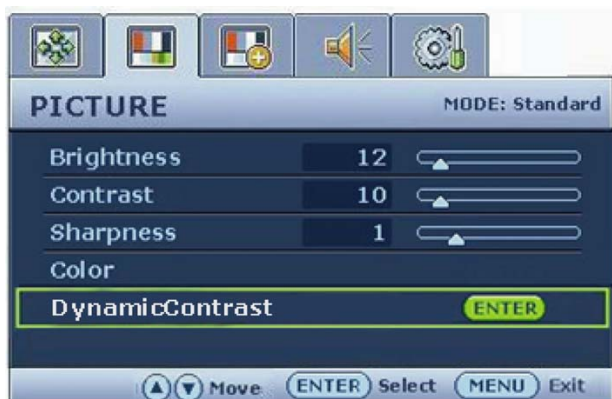 PICTURE MODE: Standard
Brightness 12
Contrast 10
Sharpness 1
Color
DynamicContrast ENTER
Move ENTER Select MENU Exit